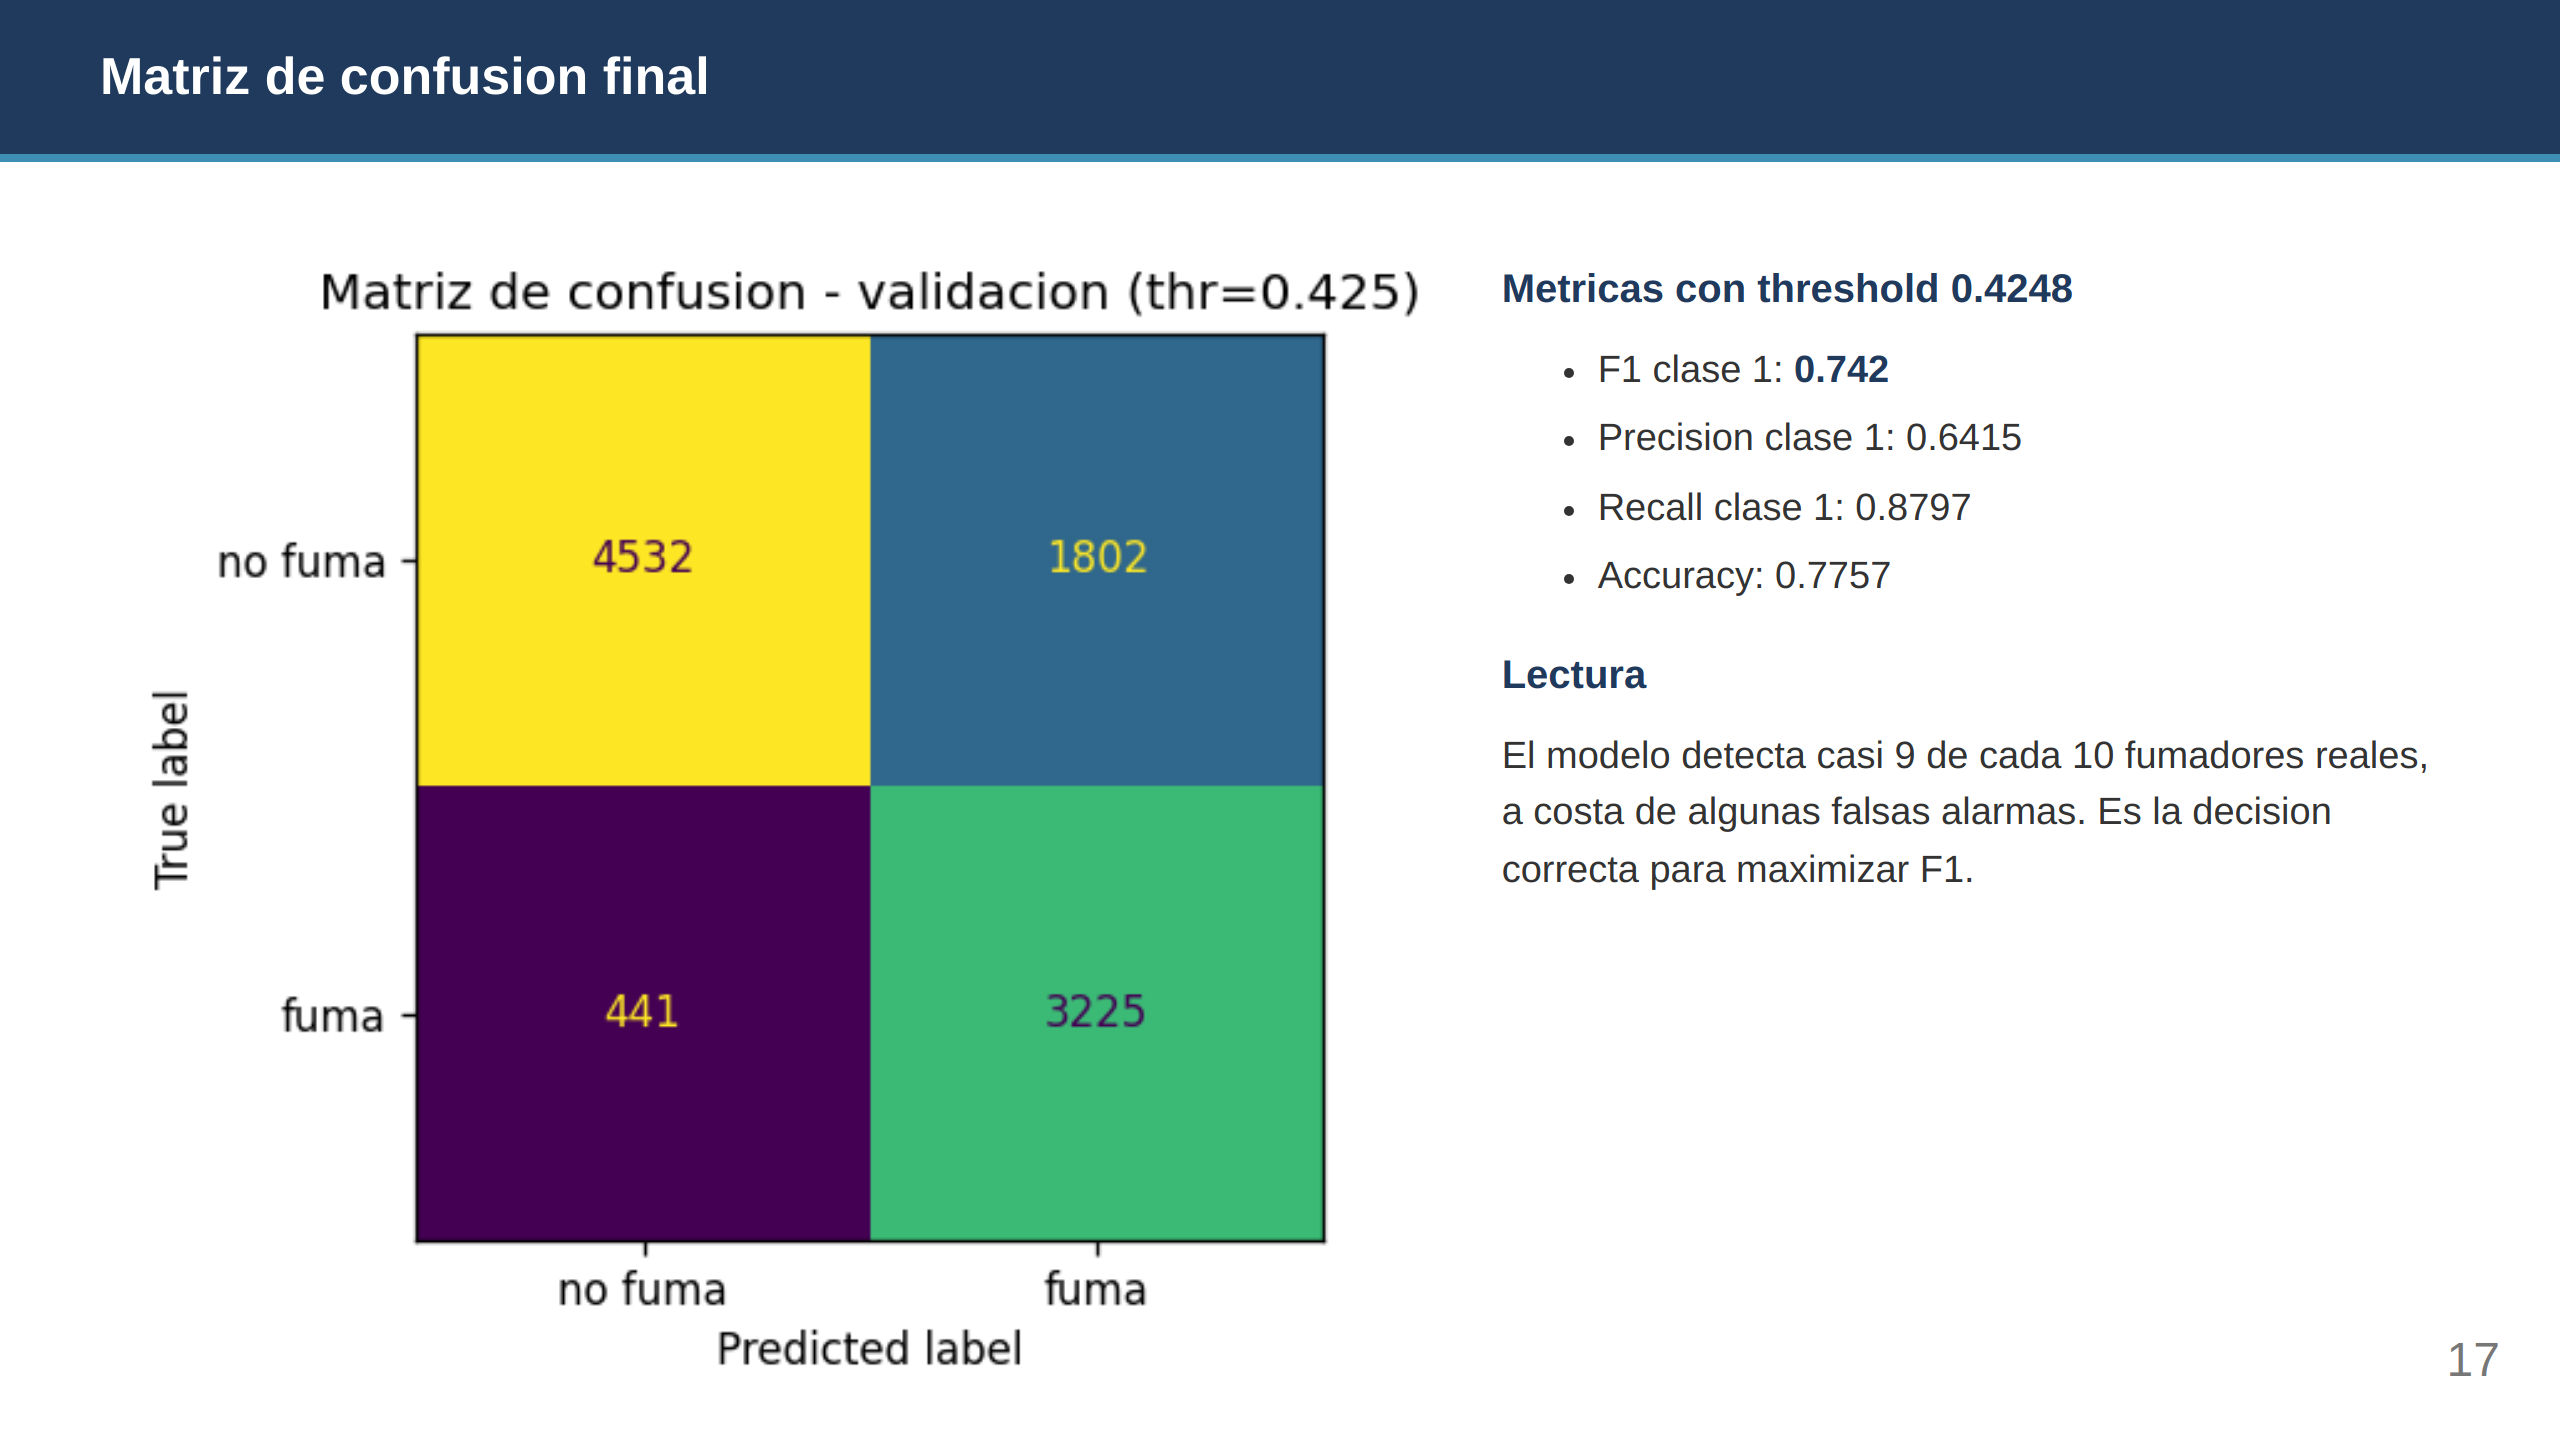 Matriz de confusion final
Matriz de confusion - validacion (thr=0.425)
no fuma
4532
1802
True label
fuma
441
3225
no fuma
fuma
Predicted label
Metricas con threshold 0.4248
• F1 clase 1: 0.742
• Precision clase 1: 0.6415
• Recall clase 1: 0.8797
• Accuracy: 0.7757
Lectura
El modelo detecta casi 9 de cada 10 fumadores reales,
a costa de algunas falsas alarmas. Es la decision
correcta para maximizar F1.
17